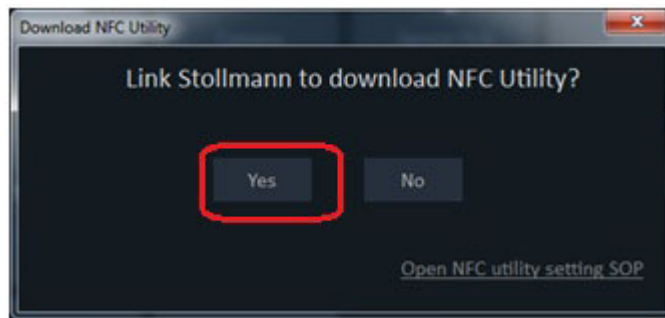 Download NFC Utility
Link Stollmann to download NFC Utility?
Yes No
Open NFC utility setting SOP